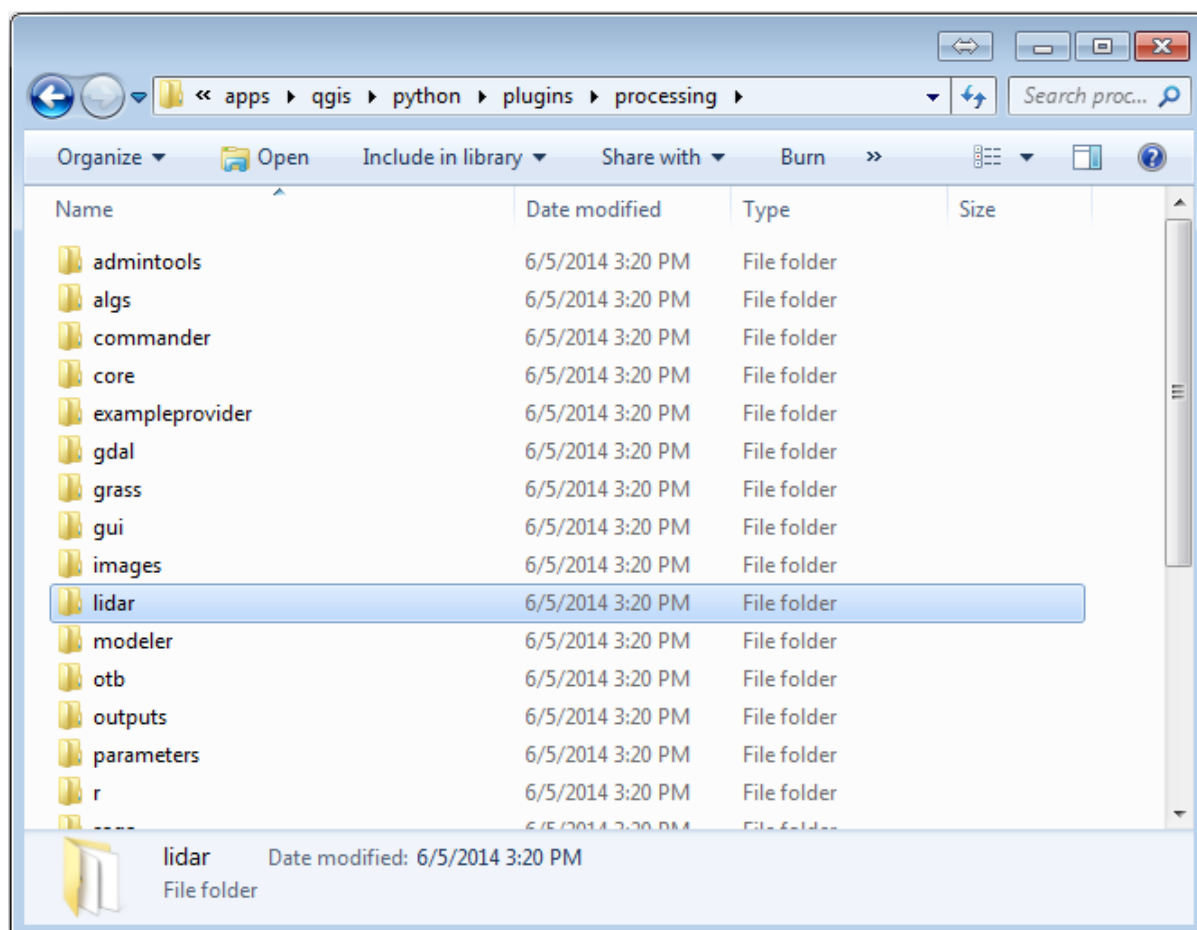 « apps ▸ qgis ▸ python ▸ plugins ▸ processing ▸ Search proc...
Organize Open Include in library Share with Burn »
Name Date modified Type Size
admintools 6/5/2014 3:20 PM File folder
algs 6/5/2014 3:20 PM File folder
commander 6/5/2014 3:20 PM File folder
core 6/5/2014 3:20 PM File folder
exampleprovider 6/5/2014 3:20 PM File folder
gdal 6/5/2014 3:20 PM File folder
grass 6/5/2014 3:20 PM File folder
gui 6/5/2014 3:20 PM File folder
images 6/5/2014 3:20 PM File folder
lidar 6/5/2014 3:20 PM File folder
modeler 6/5/2014 3:20 PM File folder
otb 6/5/2014 3:20 PM File folder
outputs 6/5/2014 3:20 PM File folder
parameters 6/5/2014 3:20 PM File folder
r 6/5/2014 3:20 PM File folder
lidar Date modified: 6/5/2014 3:20 PM
File folder